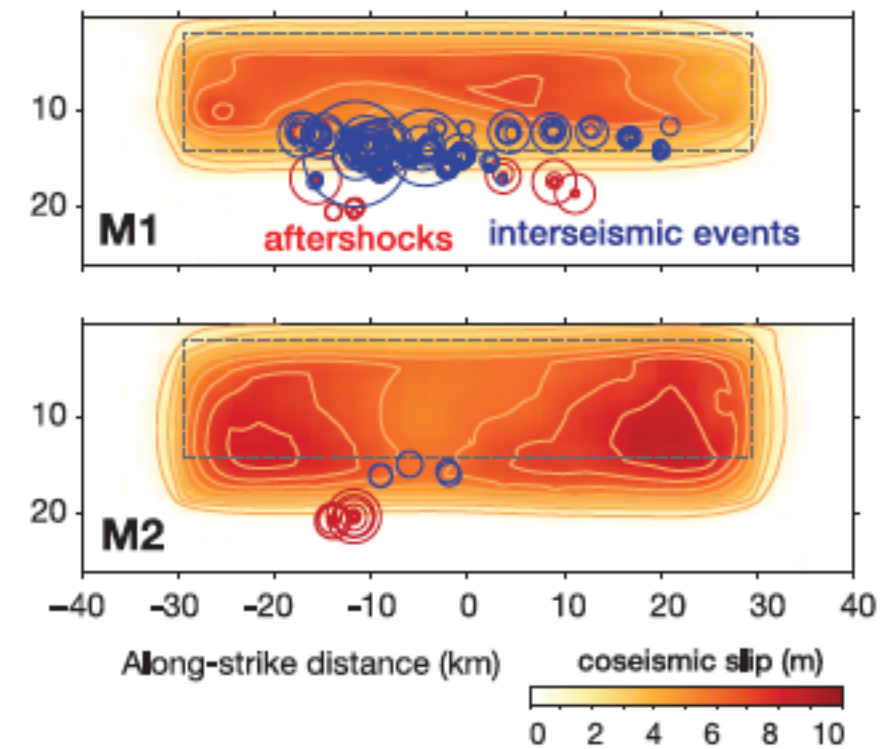 10
20
M1
aftershocks
interseismic events
10
20
M2
–40 –30 –20 –10 0 10 20 30 40
Along-strike distance (km)
coseismic slip (m)
0 2 4 6 8 10